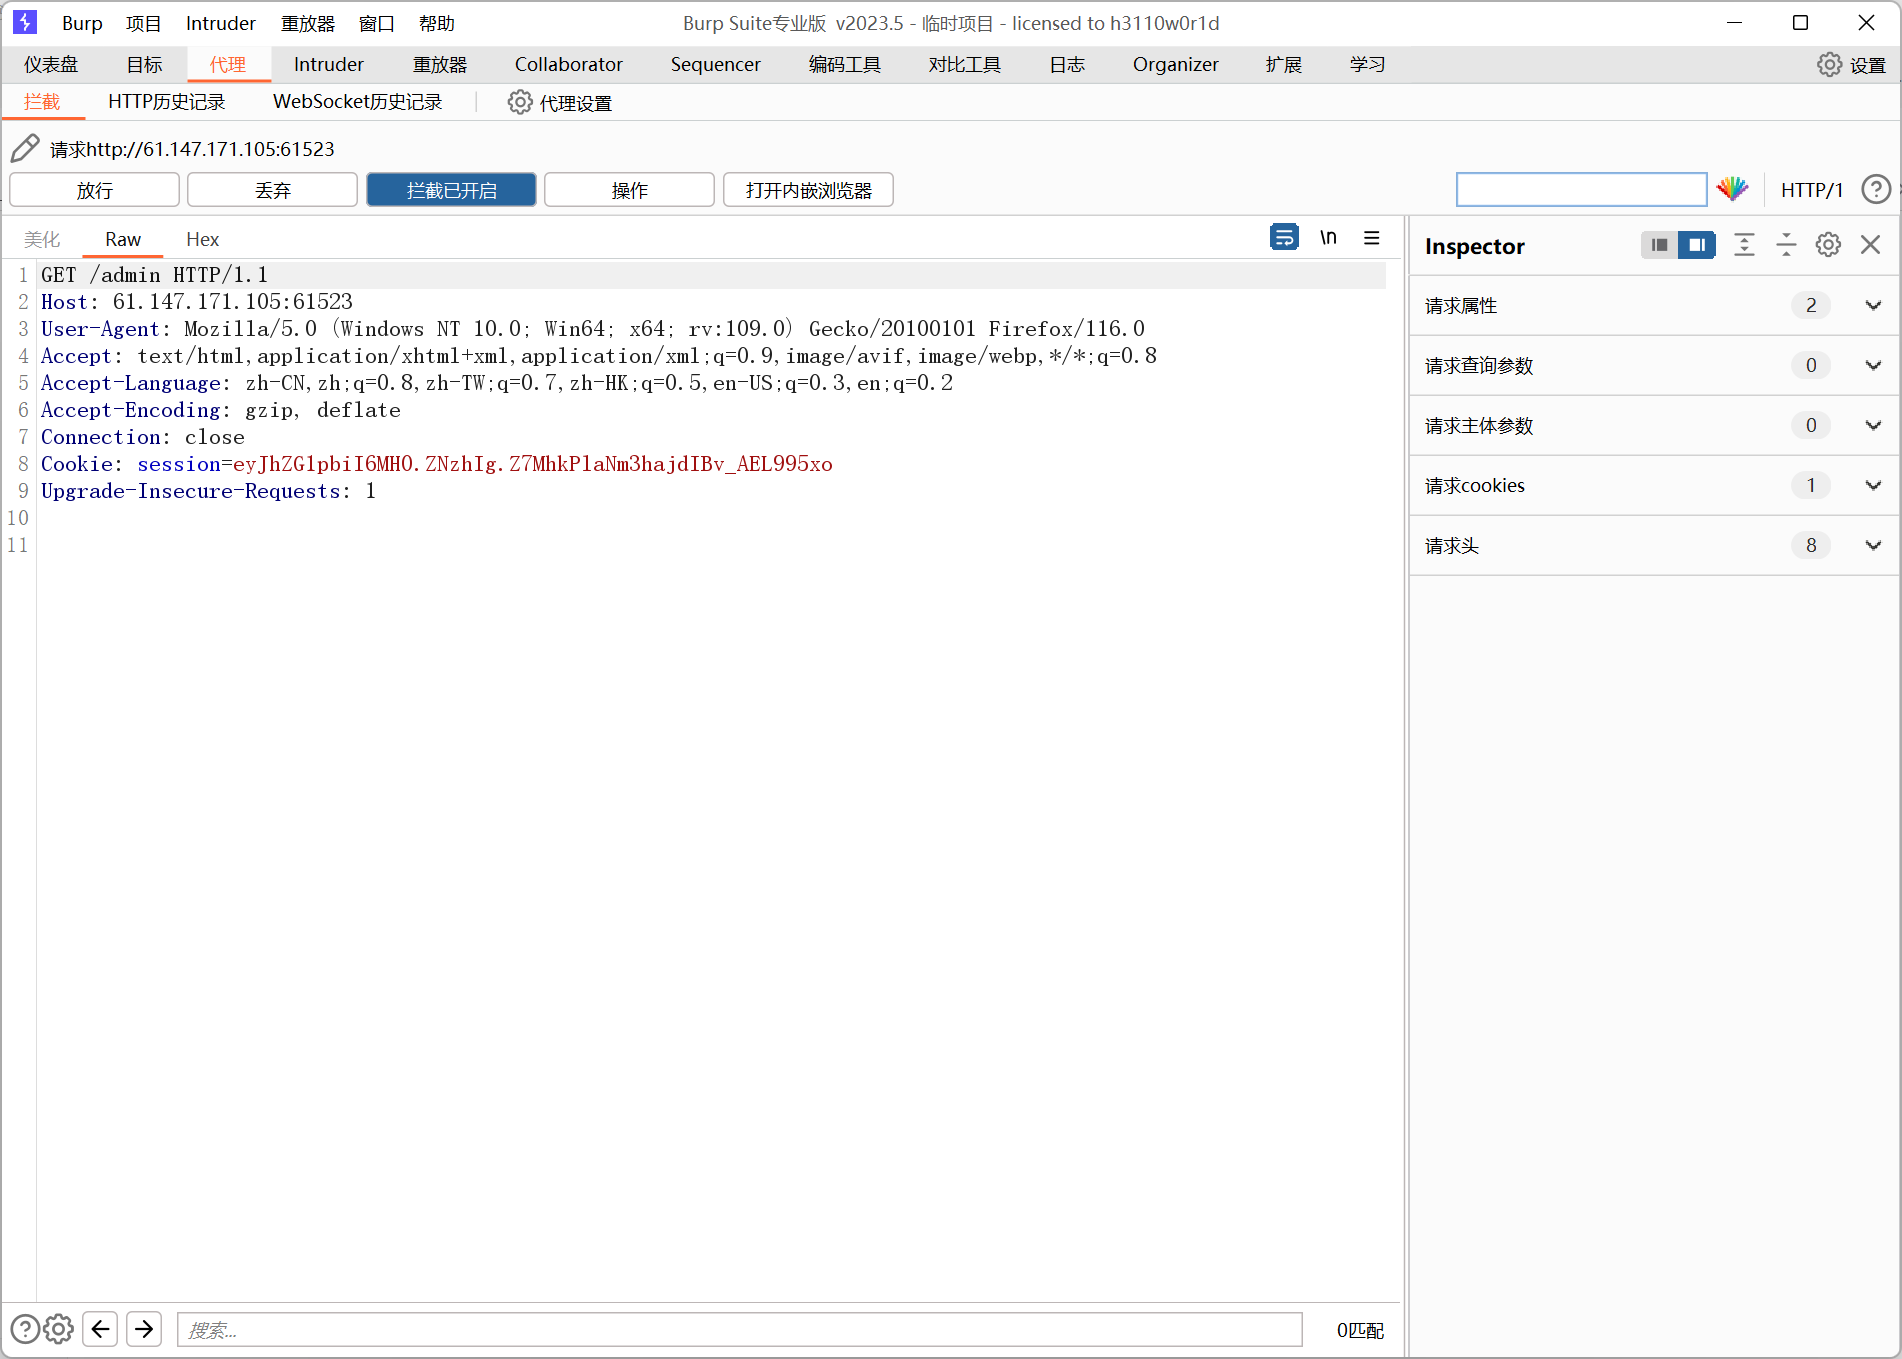 Burp 项目 Intruder 重放器 窗口 帮助 Burp Suite专业版 v2023.5 - 临时项目 - licensed to h3110w0r1d
仪表盘 目标 代理 Intruder 重放器 Collaborator Sequencer 编码工具 对比工具 日志 Organizer 扩展 学习 设置
拦截 HTTP历史记录 WebSocket历史记录 代理设置
请求http://61.147.171.105:61523
放行 丢弃 拦截已开启 操作 打开内嵌浏览器 HTTP/1 ?
美化 Raw Hex \n
Inspector
1 GET /admin HTTP/1.1
2 Host: 61.147.171.105:61523
3 User-Agent: Mozilla/5.0 (Windows NT 10.0; Win64; x64; rv:109.0) Gecko/20100101 Firefox/116.0
4 Accept: text/html,application/xhtml+xml,application/xml;q=0.9,image/avif,image/webp,*/*;q=0.8
5 Accept-Language: zh-CN,zh;q=0.8,zh-TW;q=0.7,zh-HK;q=0.5,en-US;q=0.3,en;q=0.2
6 Accept-Encoding: gzip, deflate
7 Connection: close
8 Cookie: session=eyJhZG1pbiI6MH0.ZNzhIg.Z7MhkPlaNm3hajdIBv_AEL995xo
9 Upgrade-Insecure-Requests: 1
10
11
请求属性 2
请求查询参数 0
请求主体参数 0
请求cookies 1
请求头 8
? 搜索... 0匹配